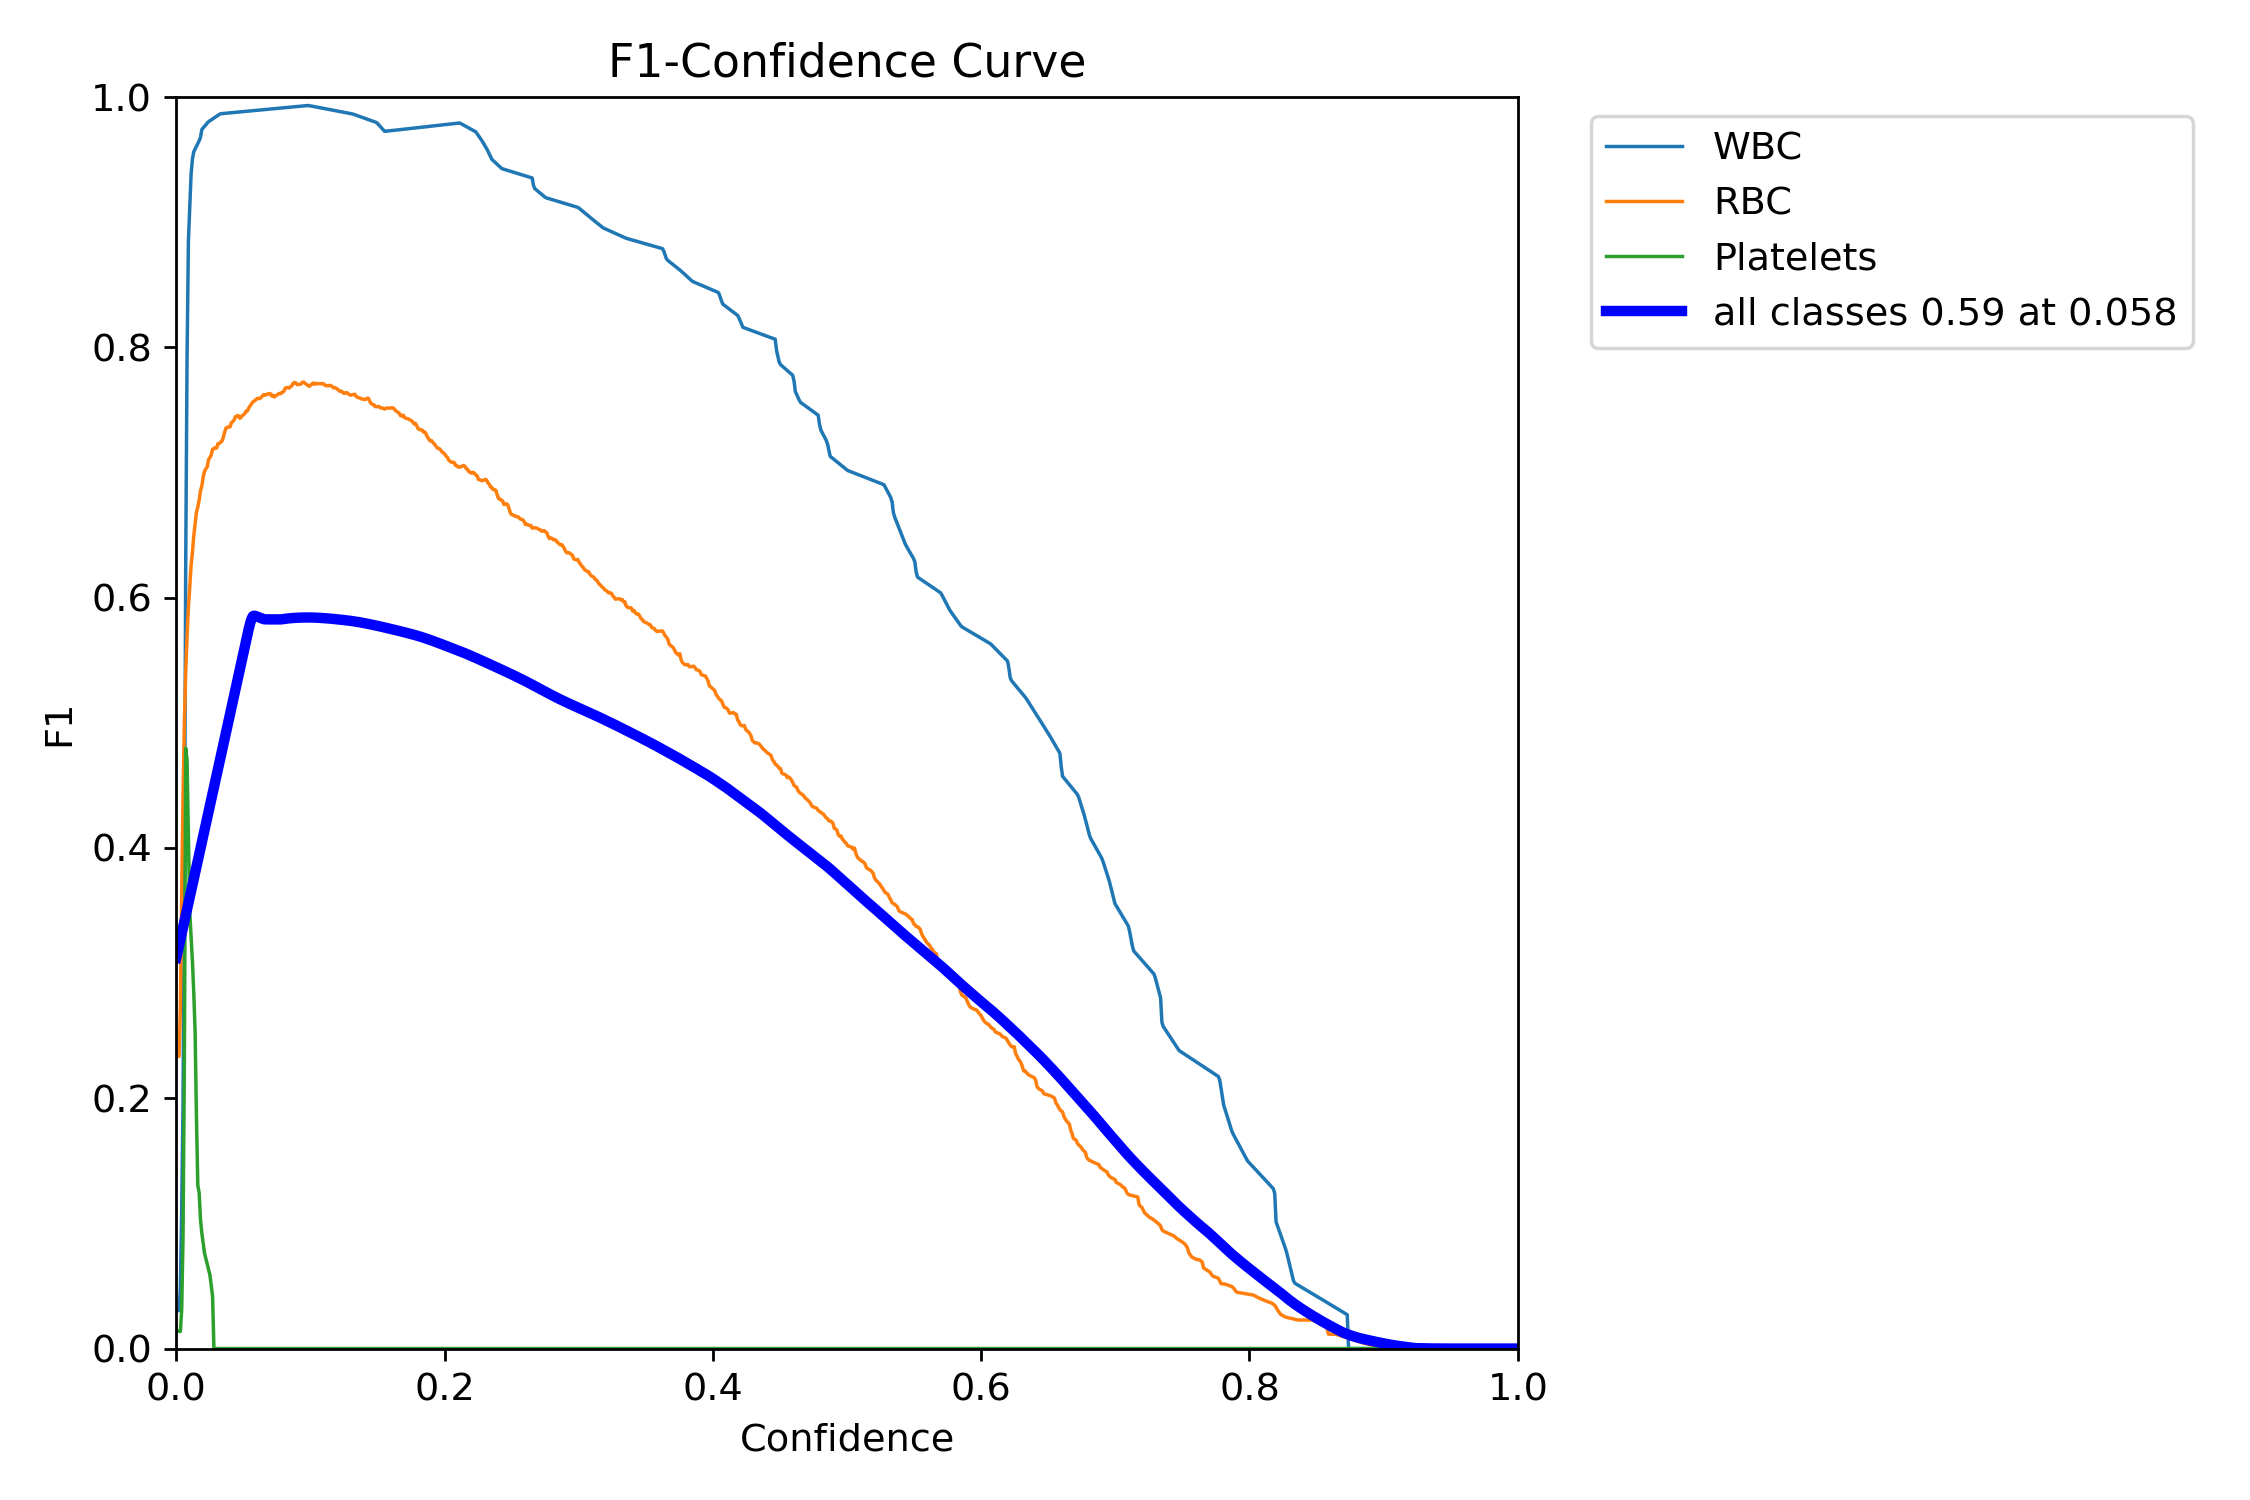 F1-Confidence Curve
1.0
0.8
0.6
0.4
0.2
0.0
F1
0.0 0.2 0.4 0.6 0.8 1.0
Confidence
WBC
RBC
Platelets
all classes 0.59 at 0.058